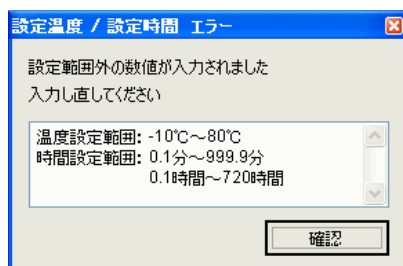 設定温度 / 設定時間 エラー
設定範囲外の数値が入力されました
入力し直してください
温度設定範囲: -10℃～80℃
時間設定範囲: 0.1分～999.9分
0.1時間～720時間
確認